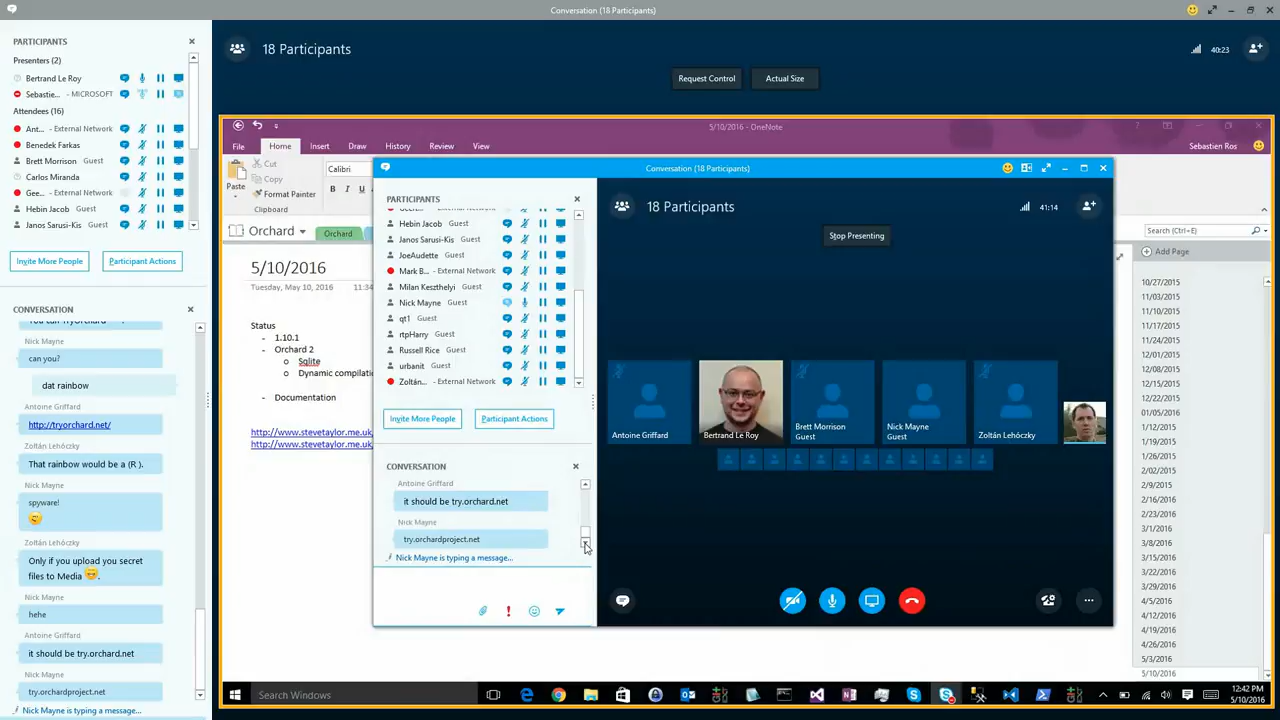 Conversation (18 Participants)
PARTICIPANTS
Presenters (2)
Bertrand Le Roy
Sebastie... - MICROSOFT
Attendees (16)
Ant... - External Network
Benedek Farkas
Brett Morrison Guest
Carlos Miranda
Gee... - External Network
Hebin Jacob Guest
Janos Sarusi-Kis Guest
Invite More People
Participant Actions
CONVERSATION
Nick Mayne
can you?
dat rainbow
Antoine Griffard
http://tryorchard.net/
Zoltán Lehóczky
That rainbow would be a (R ).
Nick Mayne
spyware!
Zoltán Lehóczky
Only if you upload you secret
files to Media
Nick Mayne
hehe
Antoine Griffard
it should be try.orchard.net
Nick Mayne
try.orchardproject.net
Nick Mayne is typing a message...
18 Participants
40:23
Request Control
Actual Size
5/10/2016 - OneNote
File Home Insert Draw History Review View
Sebastien Ros
Paste
Cut
Copy
Format Painter
Clipboard
Calibri
B I U
Orchard
Orchard
Search (Ctrl+E)
5/10/2016
Tuesday, May 10, 2016 11:34
Status
- 1.10.1
- Orchard 2
o Sqlite
o Dynamic compilatio
- Documentation
http://www.stevetaylor.me.uk
http://www.stevetaylor.me.uk
Conversation (18 Participants)
PARTICIPANTS
Hebin Jacob Guest
Janos Sarusi-Kis Guest
JoeAudette Guest
Mark B... - External Network
Milan Keszthelyi Guest
Nick Mayne Guest
qt1 Guest
rtpHarry Guest
Russell Rice Guest
urbanit Guest
Zoltán... - External Network
Invite More People
Participant Actions
CONVERSATION
Antoine Griffard
it should be try.orchard.net
Nick Mayne
try.orchardproject.net
Nick Mayne is typing a message...
18 Participants
41:14
Stop Presenting
Antoine Griffard
Bertrand Le Roy
Brett Morrison
Guest
Nick Mayne
Guest
Zoltán Lehóczky
Add Page
10/27/2015
11/03/2015
11/10/2015
11/17/2015
11/24/2015
12/01/2015
12/08/2015
12/15/2015
12/22/2015
01/05/2016
1/12/2016
1/19/2016
1/26/2016
2/02/2016
2/9/2016
2/16/2016
2/23/2016
3/1/2016
3/8/2016
3/15/2016
3/22/2016
3/29/2016
4/5/2016
4/12/2016
4/19/2016
4/26/2016
5/3/2016
5/10/2016
Search Windows
12:42 PM
5/10/2016